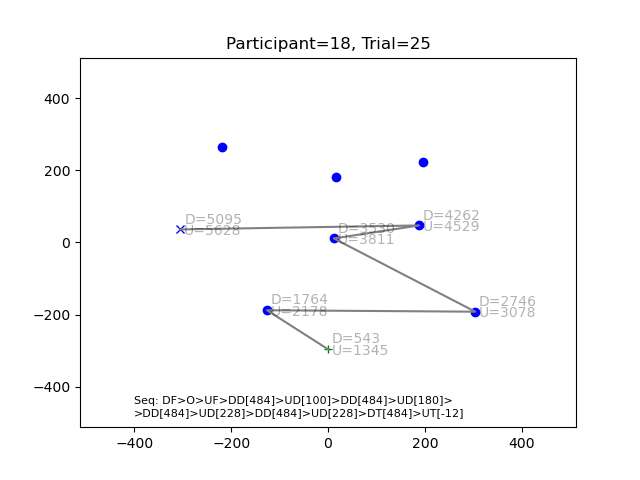 Participant=18, Trial=25
400
200
0
−200
−400
D=5095
U=5628
D=4262
U=4529
D=3530
U=3811
D=1764
U=2178
D=2746
U=3078
D=543
U=1345
Seq: DF>O>UF>DD[484]>UD[100]>DD[484]>UD[180]>
>DD[484]>UD[228]>DD[484]>UD[228]>DT[484]>UT[-12]
−400 −200 0 200 400